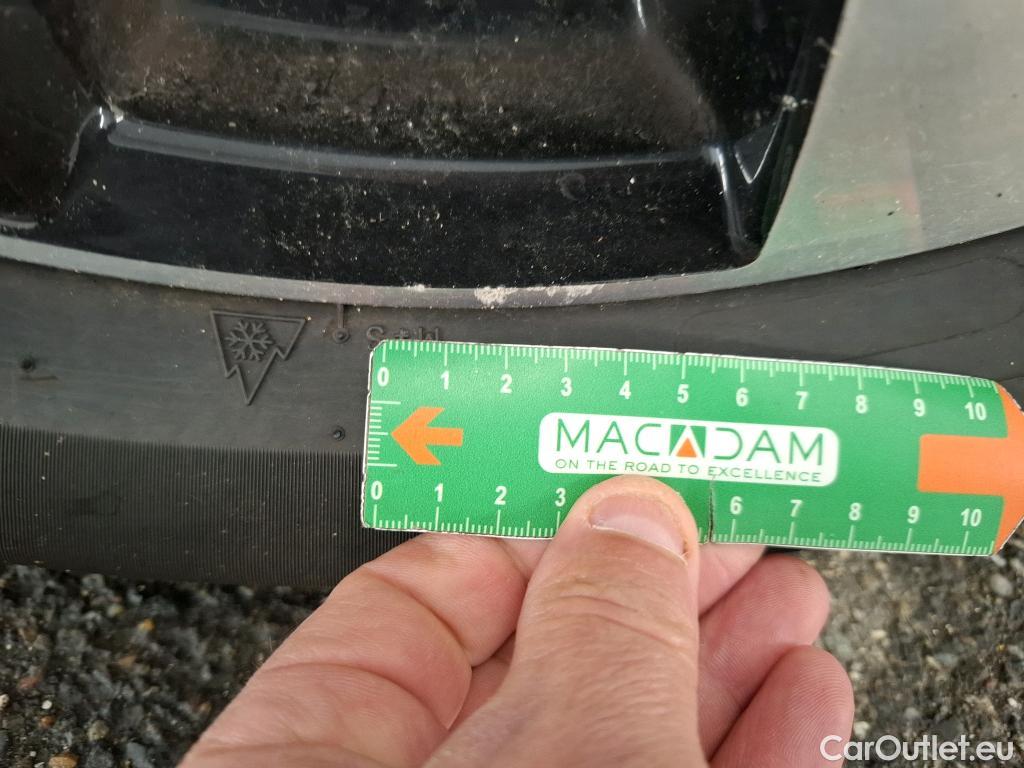 0 1 2 3 4 5 6 7 8 9 10
MACADAM
ON THE ROAD TO EXCELLENCE
0 1 2 3 6 7 8 9 10
CarOutlet.eu